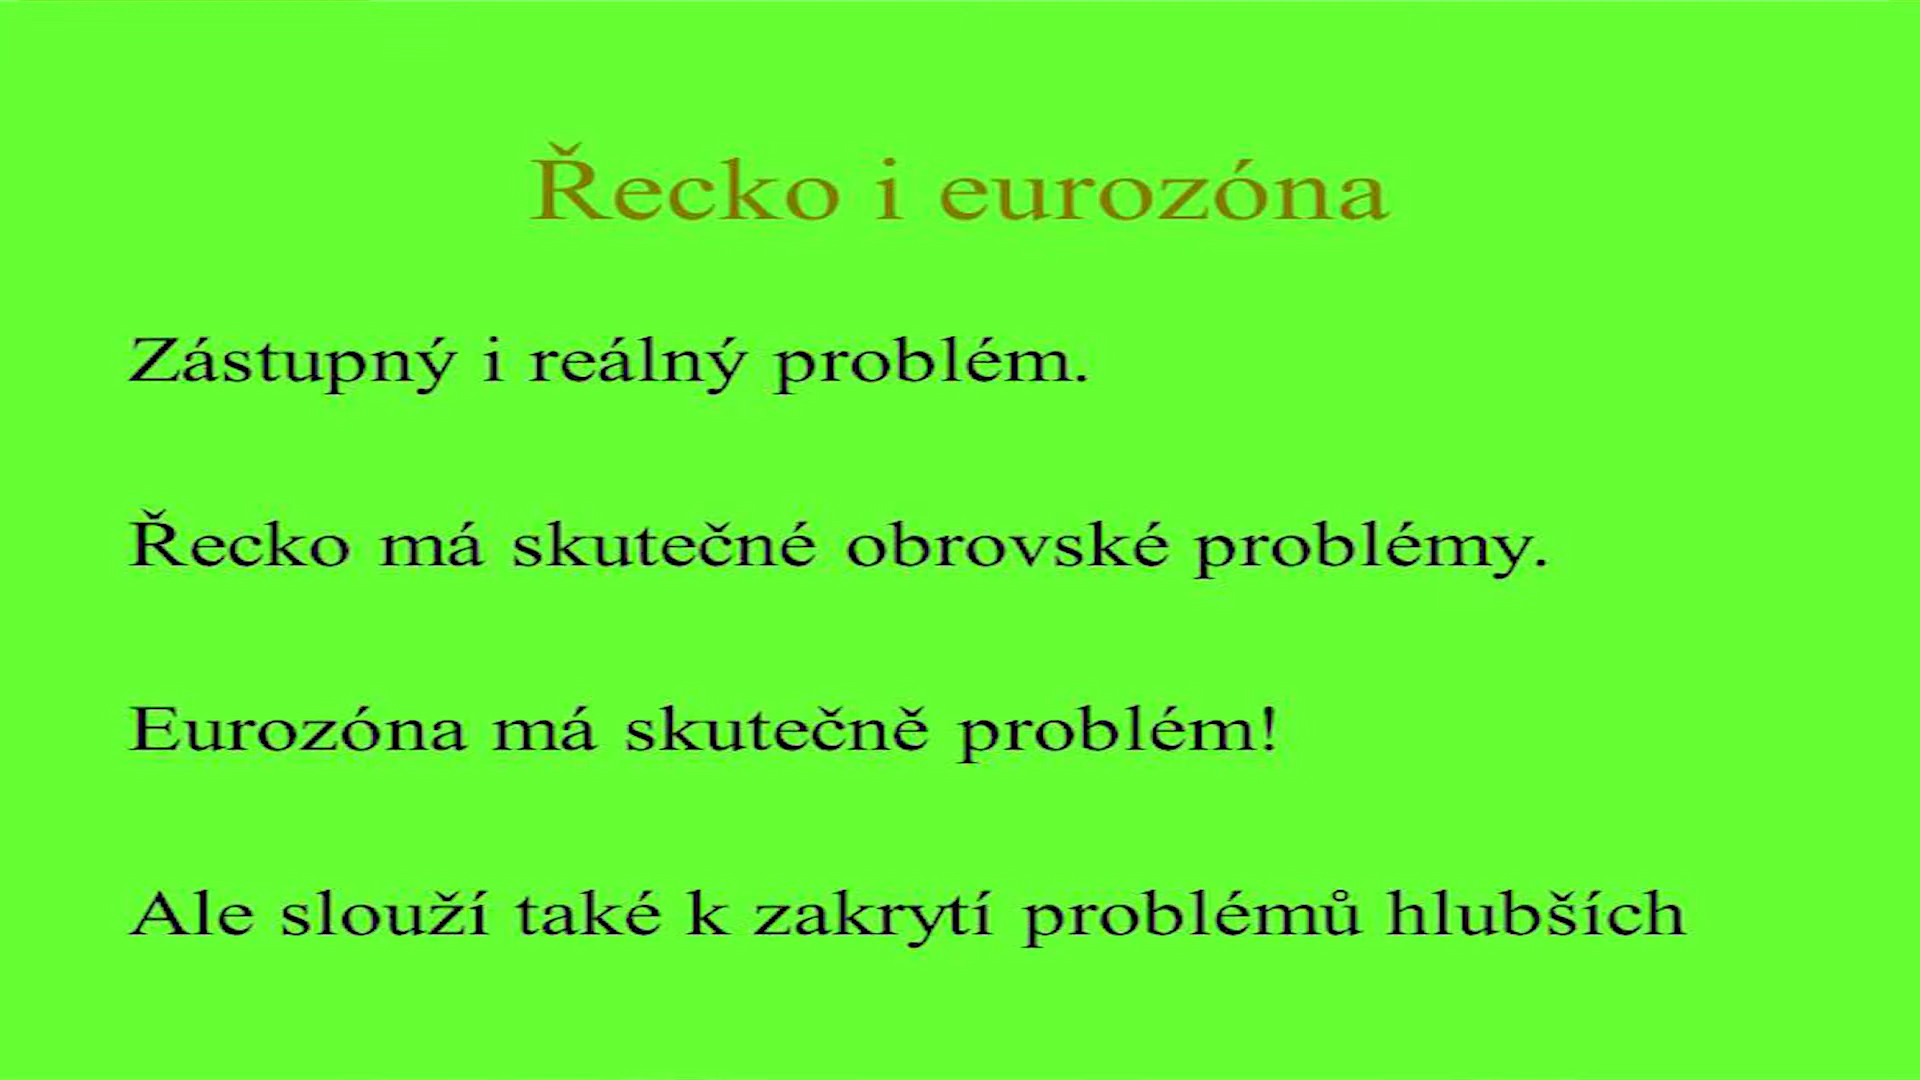 Řecko i eurozóna
Zástupný i reálný problém.
Řecko má skutečné obrovské problémy.
Eurozóna má skutečně problém!
Ale slouží také k zakrytí problémů hlubších